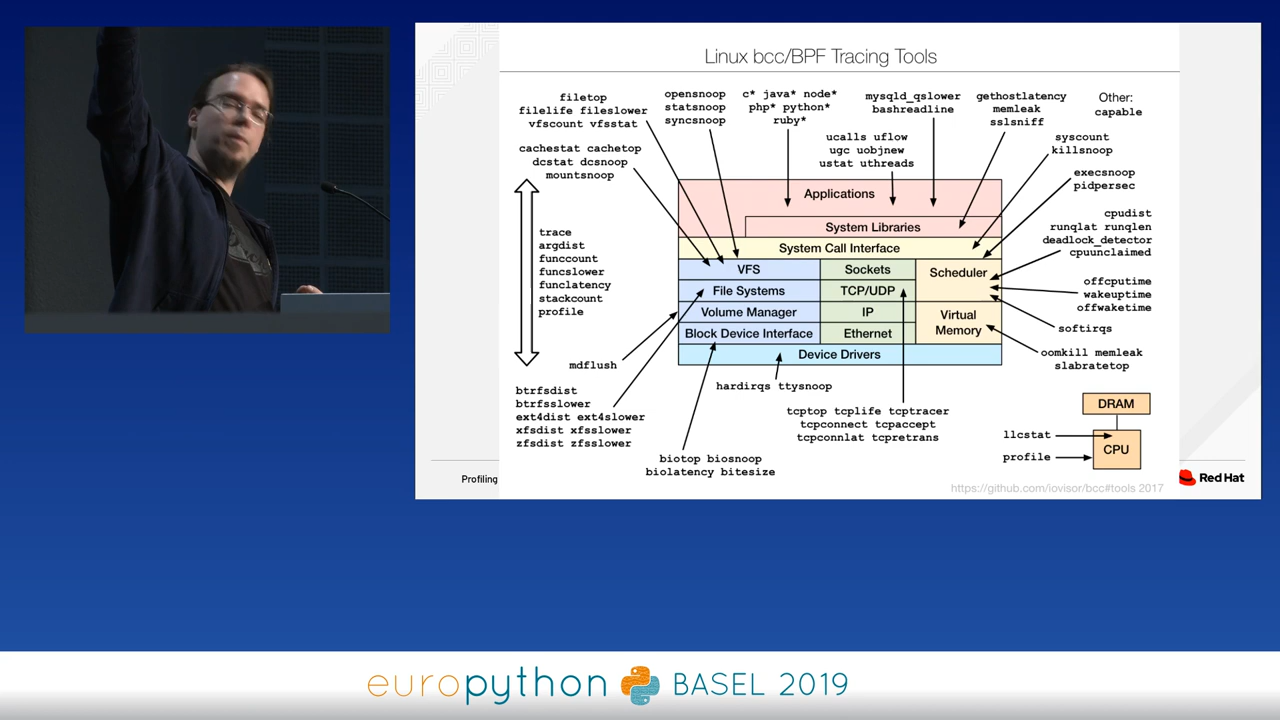 Linux bcc/BPF Tracing Tools
filetop
filelife fileslower
vfscount vfsstat
opensnoop
statsnoop
syncsnoop
c* java* node*
php* python*
ruby*
mysqld_qslower
bashreadline
gethostlatency
memleak
sslsniff
Other:
capable
cachestat cachetop
dcstat dcsnoop
mountsnoop
ucalls uflow
ugc uobjnew
ustat uthreads
syscount
killsnoop
execsnoop
pidpersec
trace
argdist
funccount
funcslower
funclatency
stackcount
profile
Applications
System Libraries
System Call Interface
VFS
Sockets
Scheduler
File Systems
TCP/UDP
Volume Manager
IP
Virtual
Memory
Block Device Interface
Ethernet
Device Drivers
cpudist
runqlat runqlen
deadlock_detector
cpuunclaimed
offcputime
wakeuptime
offwaketime
softirqs
oomkill memleak
slabratetop
mdflush
hardirqs ttysnoop
btrfsdist
btrfsslower
ext4dist ext4slower
xfsdist xfsslower
zfsdist zfsslower
biotop biosnoop
biolatency bitesize
tcptop tcplife tcptracer
tcpconnect tcpaccept
tcpconnlat tcpretrans
DRAM
llcstat
CPU
profile
Profiling
https://github.com/iovisor/bcc#tools 2017
Red Hat
europython BASEL 2019